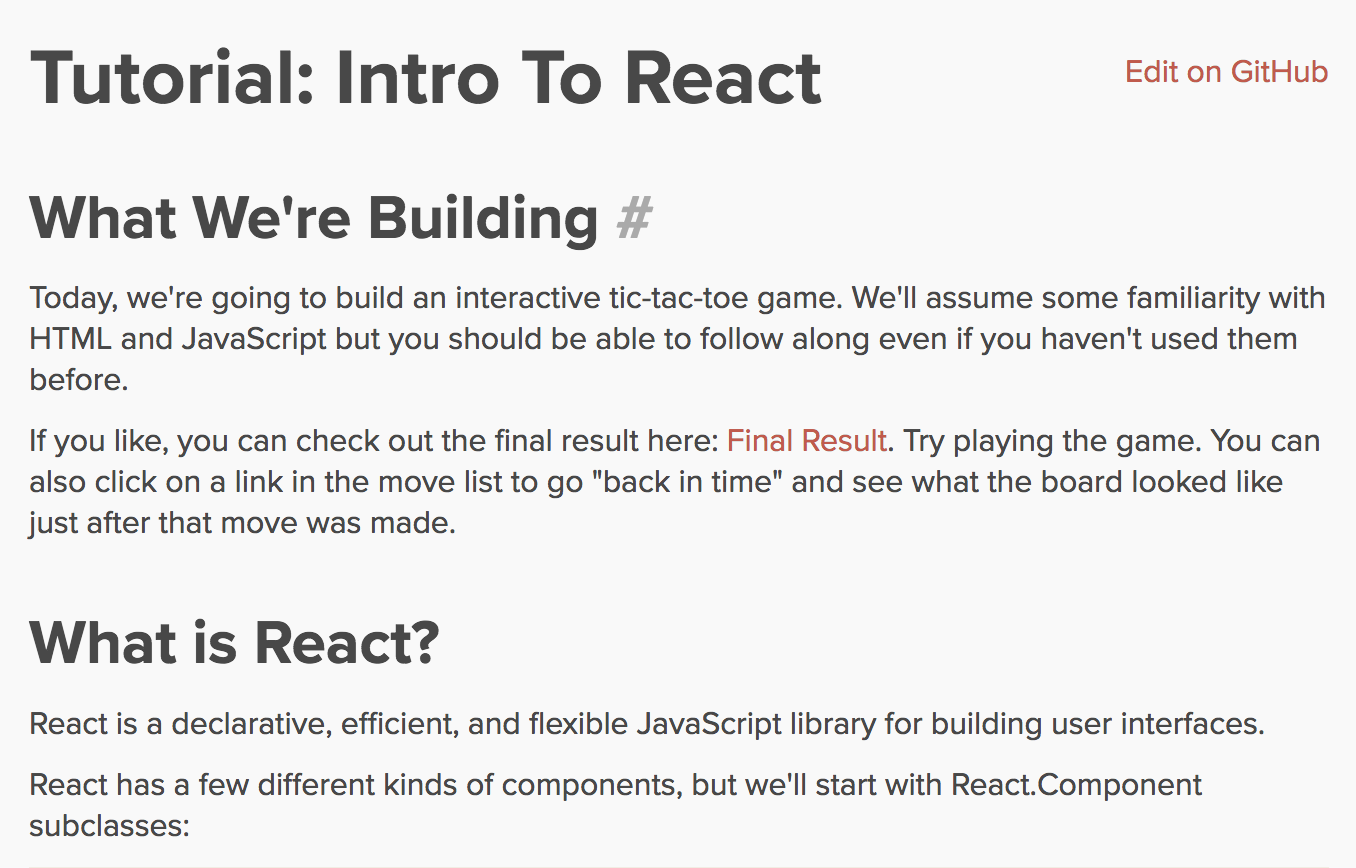 Tutorial: Intro To React
Edit on GitHub
What We're Building #
Today, we're going to build an interactive tic-tac-toe game. We'll assume some familiarity with
HTML and JavaScript but you should be able to follow along even if you haven't used them
before.
If you like, you can check out the final result here: Final Result. Try playing the game. You can
also click on a link in the move list to go "back in time" and see what the board looked like
just after that move was made.
What is React?
React is a declarative, efficient, and flexible JavaScript library for building user interfaces.
React has a few different kinds of components, but we'll start with React.Component
subclasses: